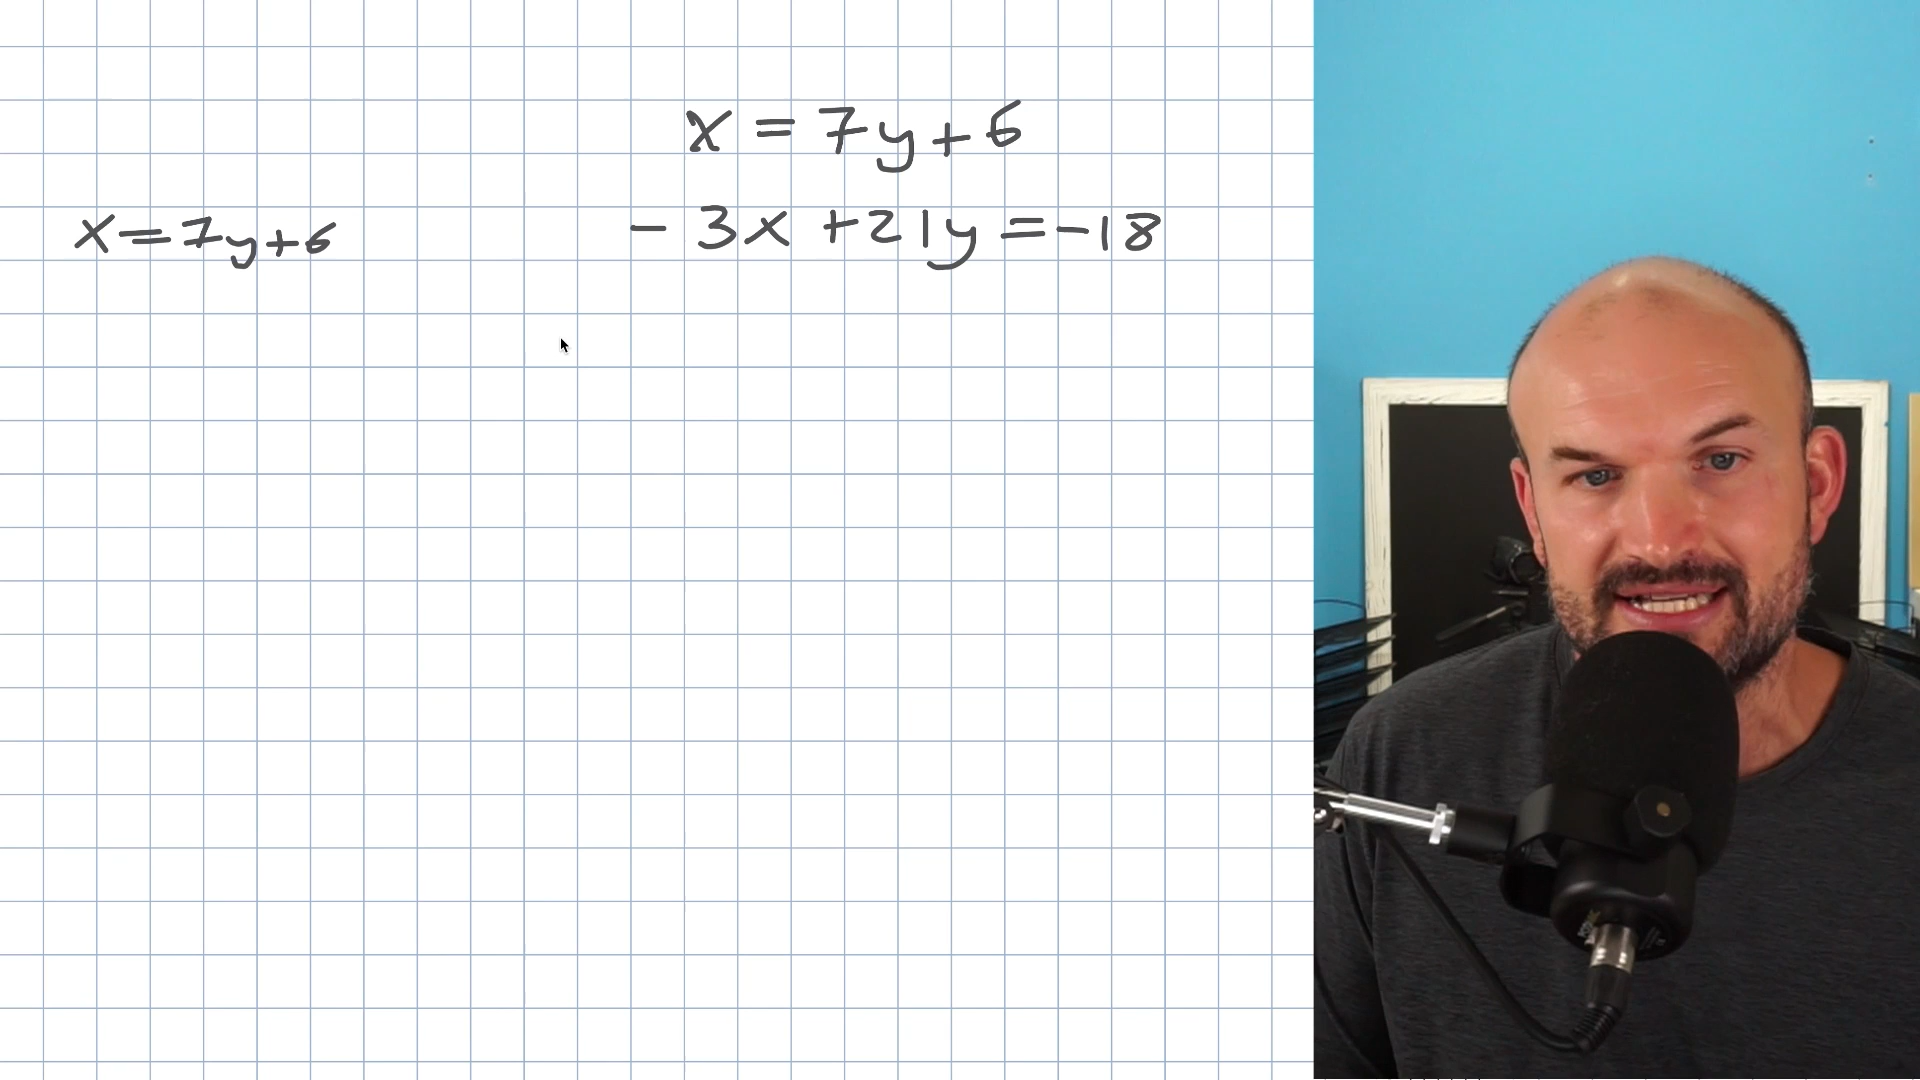 x = 7y + 6
x = 7y + 6
- 3x + 21y = -18